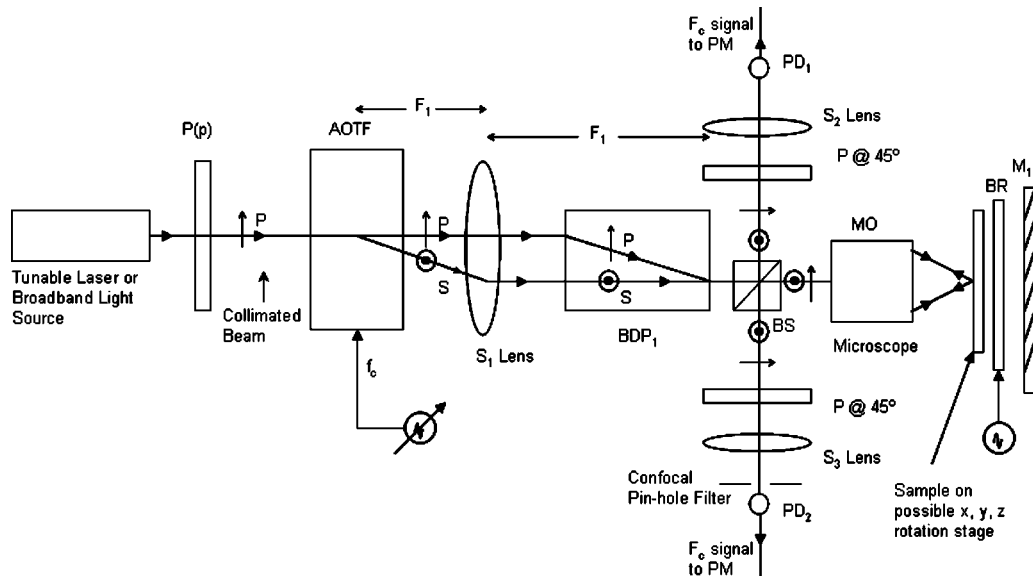 F_c signal
to PM
PD_1
F_1
S_2 Lens
P(p)
AOTF
F_1
P @ 45°
M_1
BR
P
P
MO
P
S
S
Tunable Laser or
Broadband Light
Source
Collimated
Beam
BDP_1
BS
S_1 Lens
Microscope
f_c
P @ 45°
S_3 Lens
Confocal
Pin-hole Filter
PD_2
Sample on
possible x, y, z
rotation stage
F_c signal
to PM